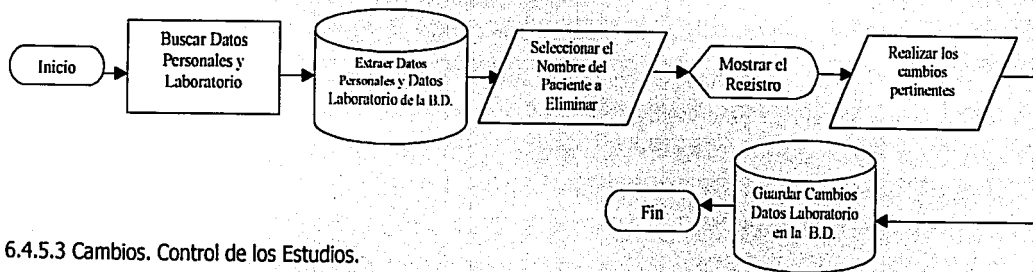 Inicio
Buscar Datos
Personales y
Laboratorio
Extraer Datos
Personales y Datos
Laboratorio de la B.D.
Seleccionar el
Nombre del
Paciente a
Eliminar
Mostrar el
Registro
Realizar los
cambios
pertinentes
Guardar Cambios
Datos Laboratorio
en la B.D.
Fin
6.4.5.3 Cambios. Control de los Estudios.